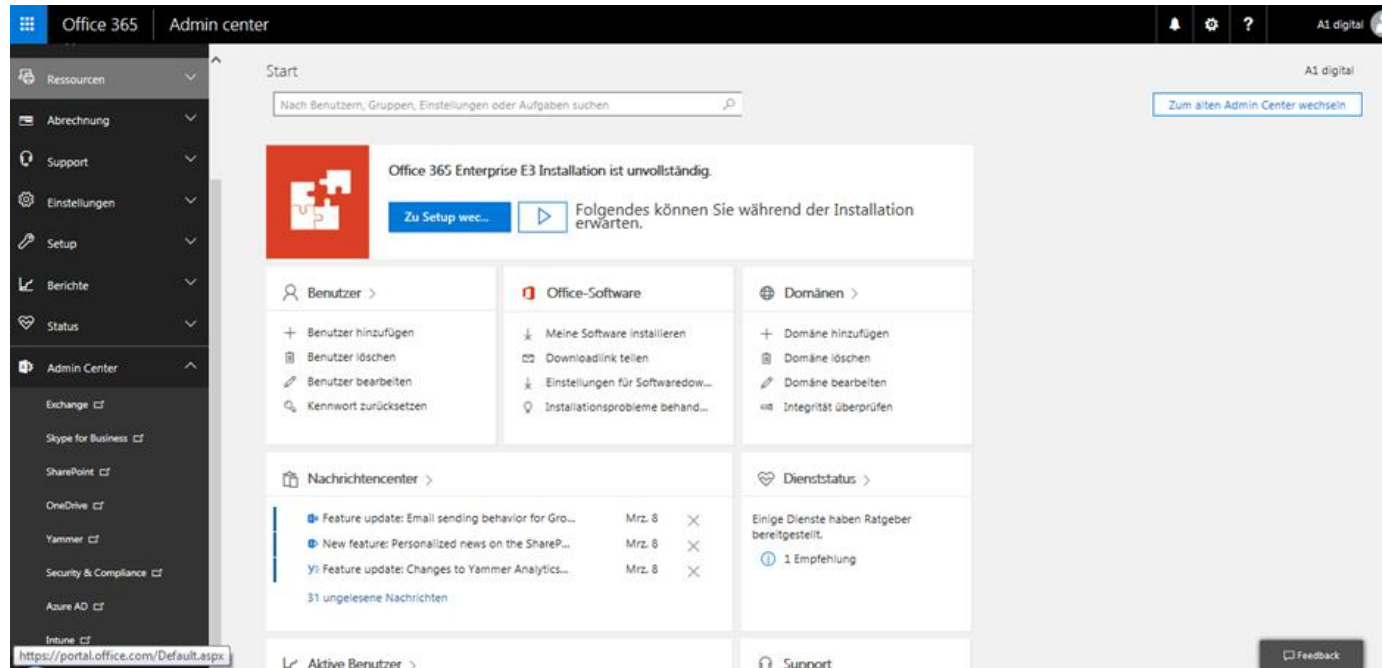 Office 365
Admin center
?
A1 digital
Ressourcen
Abrechnung
Support
Einstellungen
Setup
Berichte
Status
Admin Center
Exchange
Skype for Business
SharePoint
OneDrive
Yammer
Security & Compliance
Azure AD
Intune
https://portal.office.com/Default.aspx
Start
A1 digital
Nach Benutzern, Gruppen, Einstellungen oder Aufgaben suchen
Zum alten Admin Center wechseln
Office 365 Enterprise E3 Installation ist unvollständig.
Zu Setup wec...
Folgendes können Sie während der Installation
erwarten.
Benutzer >
Benutzer hinzufügen
Benutzer löschen
Benutzer bearbeiten
Kennwort zurücksetzen
Office-Software
Meine Software installieren
Downloadlink teilen
Einstellungen für Softwaredow...
Installationsprobleme behand...
Domänen >
Domäne hinzufügen
Domäne löschen
Domäne bearbeiten
Integrität überprüfen
Nachrichtencenter >
Feature update: Email sending behavior for Gro... Mrz. 8
New feature: Personalized news on the ShareP... Mrz. 8
Feature update: Changes to Yammer Analytics... Mrz. 8
31 ungelesene Nachrichten
Dienststatus >
Einige Dienste haben Ratgeber
bereitgestellt.
1 Empfehlung
Aktive Benutzer >
Support
Feedback